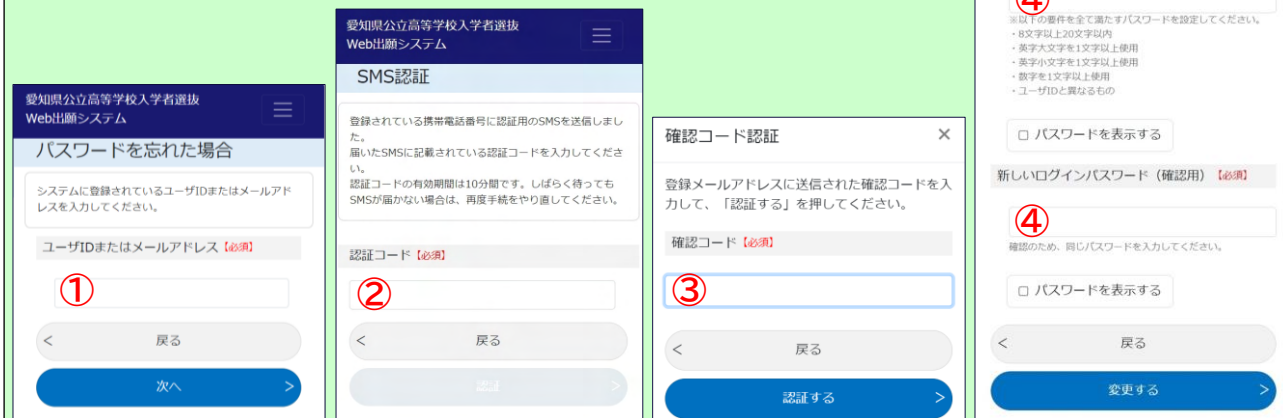 愛知県公立高等学校入学者選抜
Web出願システム
パスワードを忘れた場合
システムに登録されているユーザIDまたはメールアド
レスを入力してください。
ユーザIDまたはメールアドレス【必須】
①
< 戻る
次へ >
愛知県公立高等学校入学者選抜
Web出願システム
SMS認証
登録されている携帯電話番号に認証用のSMSを送信しまし
た。
届いたSMSに記載されている認証コードを入力してくださ
い。
認証コードの有効期間は10分間です。しばらく待っても
SMSが届かない場合は、再度手続をやり直してください。
認証コード【必須】
②
< 戻る
認証 >
確認コード認証 ×
登録メールアドレスに送信された確認コードを入
力して、「認証する」を押してください。
確認コード【必須】
③
< 戻る
認証する >
④
※以下の要件を全て満たすパスワードを設定してください。
・8文字以上20文字以内
・英字大文字を1文字以上使用
・英字小文字を1文字以上使用
・数字を1文字以上使用
・ユーザIDと異なるもの
パスワードを表示する
新しいログインパスワード（確認用）【必須】
④
確認のため、同じパスワードを入力してください。
パスワードを表示する
< 戻る
変更する >